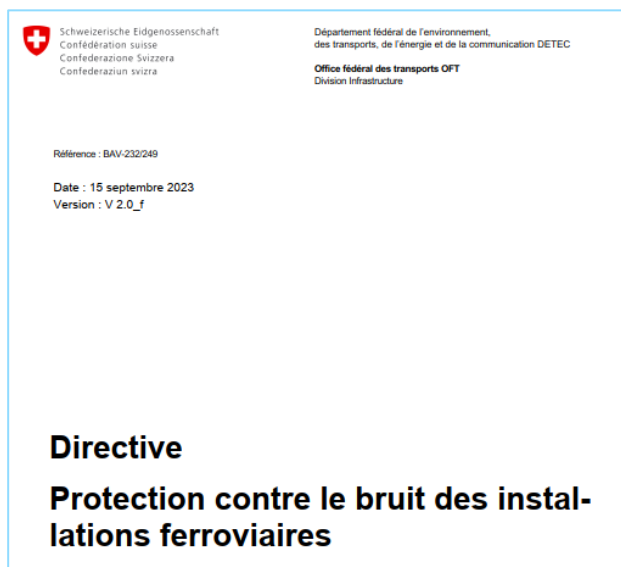 Schweizerische Eidgenossenschaft
Confédération suisse
Confederazione Svizzera
Confederaziun svizra
Département fédéral de l'environnement,
des transports, de l'énergie et de la communication DETEC
Office fédéral des transports OFT
Division Infrastructure
Référence : BAV-232/249
Date : 15 septembre 2023
Version : V 2.0_f
Directive
Protection contre le bruit des instal-
lations ferroviaires